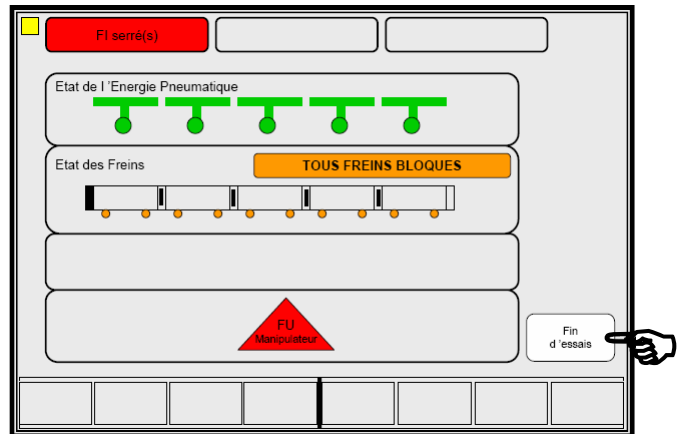 FI serré(s)
Etat de l 'Energie Pneumatique
Etat des Freins
TOUS FREINS BLOQUES
FU
Manipulateur
Fin
d 'essais